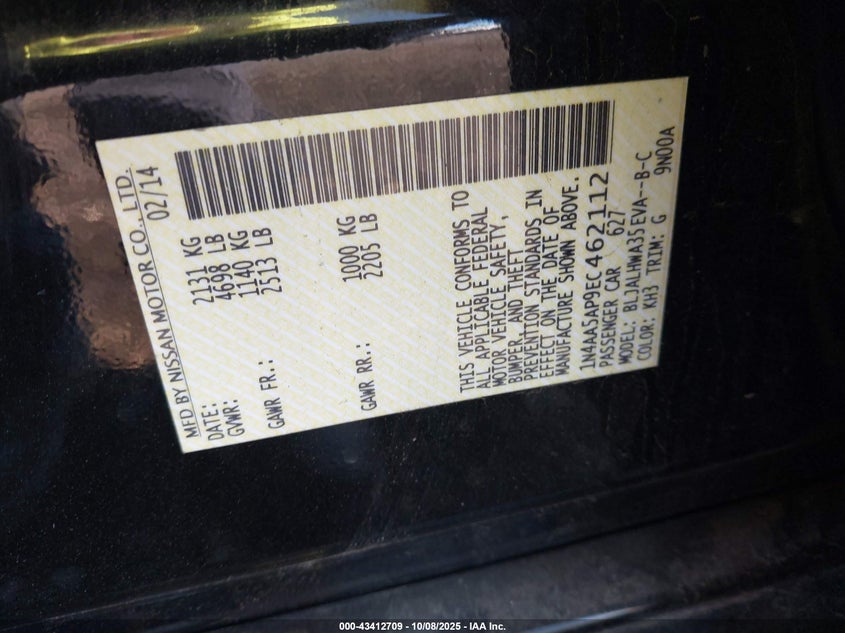 MFD BY NISSAN MOTOR CO., LTD.
DATE: 02/14
GVWR: 2131 KG
4698 LB
GAWR FR.: 1140 KG
2513 LB
GAWR RR.: 1000 KG
2205 LB
THIS VEHICLE CONFORMS TO
ALL APPLICABLE FEDERAL
MOTOR VEHICLE SAFETY,
BUMPER, AND THEFT
PREVENTION STANDARDS IN
EFFECT ON THE DATE OF
MANUFACTURE SHOWN ABOVE.
1N4AA5AP9EC462112
PASSENGER CAR 627
MODEL: BLJALHWA35EVA--B-C
COLOR: KH3 TRIM: G 9N00A
000-43412709 - 10/08/2025 - IAA Inc.